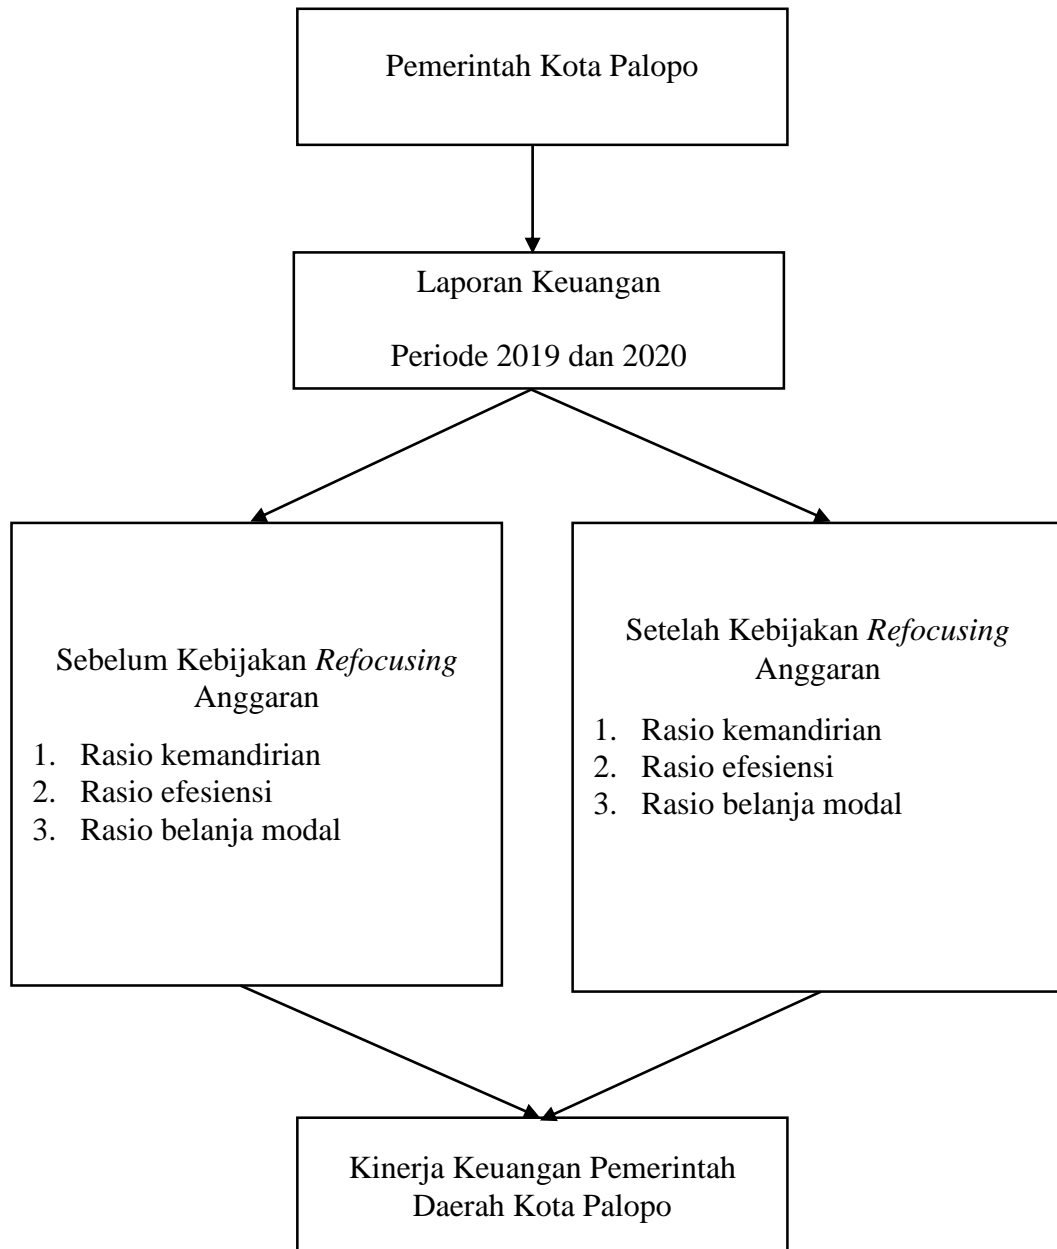 Pemerintah Kota Palopo
Laporan Keuangan
Periode 2019 dan 2020
Sebelum Kebijakan Refocusing
Anggaran
1. Rasio kemandirian
2. Rasio efesiensi
3. Rasio belanja modal
Setelah Kebijakan Refocusing
Anggaran
1. Rasio kemandirian
2. Rasio efesiensi
3. Rasio belanja modal
Kinerja Keuangan Pemerintah
Daerah Kota Palopo